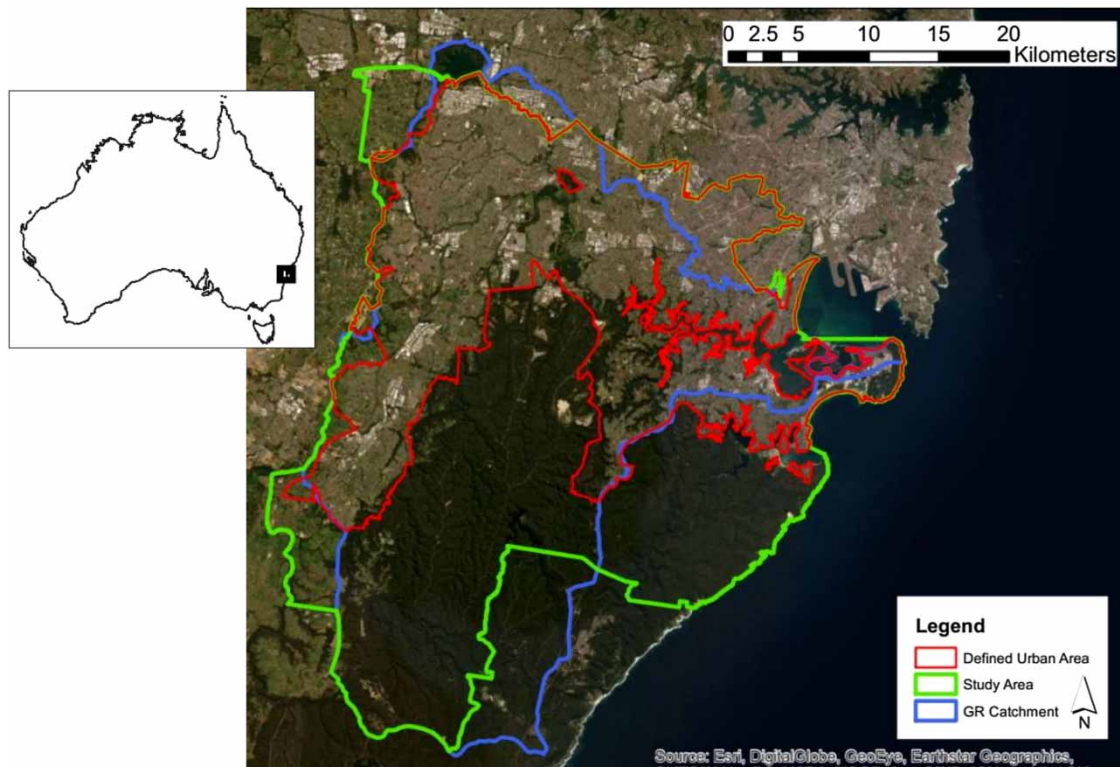 0 2.5 5 10 15 20
Kilometers
Legend
Defined Urban Area
Study Area
GR Catchment
N
Source: Esri, DigitalGlobe, GeoEye, Earthstar Geographics,